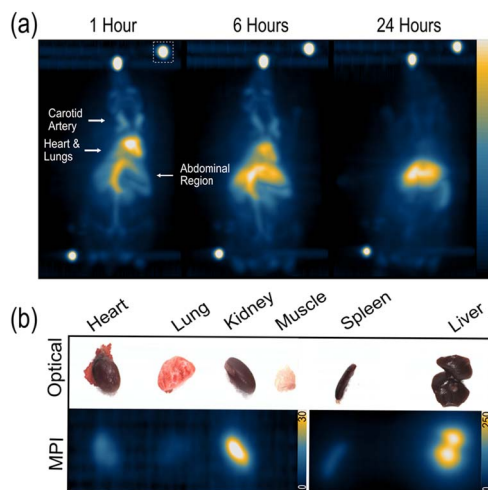 (a)
1 Hour
6 Hours
24 Hours
Carotid
Artery
Heart &
Lungs
Abdominal
Region
(b)
Heart
Lung
Kidney
Muscle
Spleen
Liver
Optical
MPI
30
0
250
0